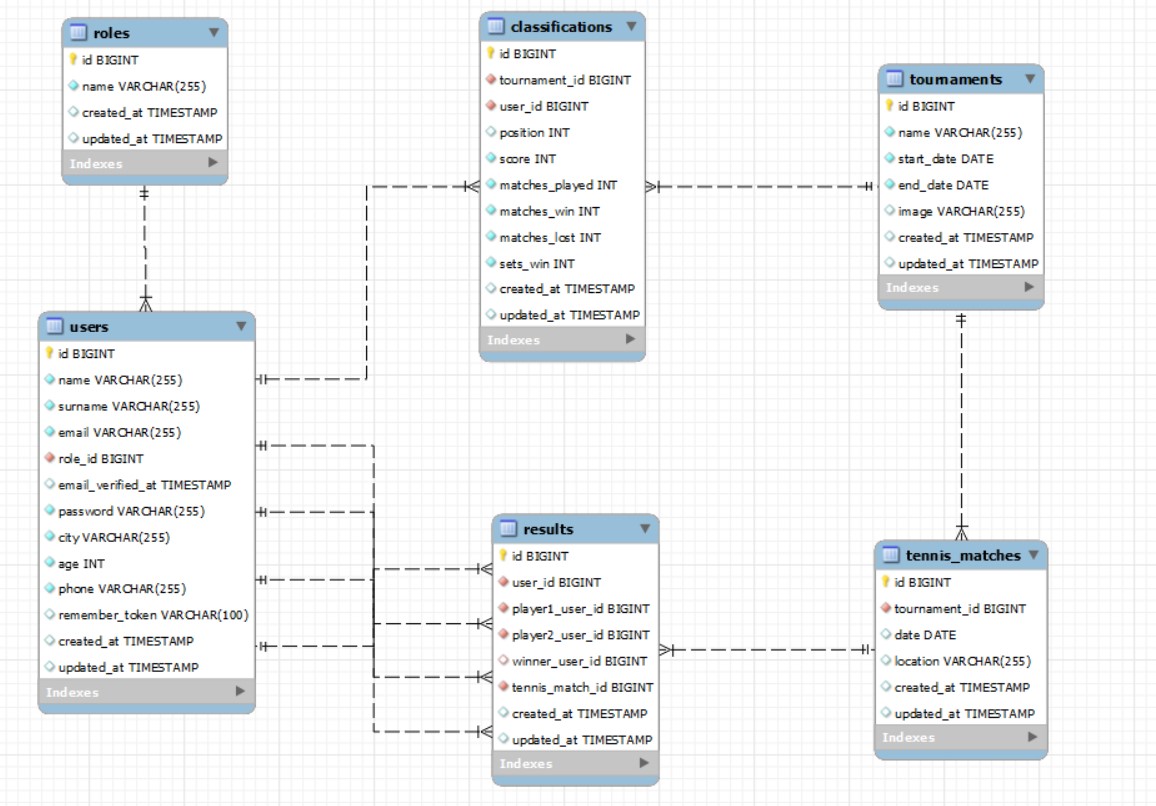 roles
id BIGINT
name VARCHAR(255)
created_at TIMESTAMP
updated_at TIMESTAMP
Indexes
classifications
id BIGINT
tournament_id BIGINT
user_id BIGINT
position INT
score INT
matches_played INT
matches_win INT
matches_lost INT
sets_win INT
created_at TIMESTAMP
updated_at TIMESTAMP
Indexes
tournaments
id BIGINT
name VARCHAR(255)
start_date DATE
end_date DATE
image VARCHAR(255)
created_at TIMESTAMP
updated_at TIMESTAMP
Indexes
users
id BIGINT
name VARCHAR(255)
surname VARCHAR(255)
email VARCHAR(255)
role_id BIGINT
email_verified_at TIMESTAMP
password VARCHAR(255)
city VARCHAR(255)
age INT
phone VARCHAR(255)
remember_token VARCHAR(100)
created_at TIMESTAMP
updated_at TIMESTAMP
Indexes
results
id BIGINT
user_id BIGINT
player1_user_id BIGINT
player2_user_id BIGINT
winner_user_id BIGINT
tennis_match_id BIGINT
created_at TIMESTAMP
updated_at TIMESTAMP
Indexes
tennis_matches
id BIGINT
tournament_id BIGINT
date DATE
location VARCHAR(255)
created_at TIMESTAMP
updated_at TIMESTAMP
Indexes